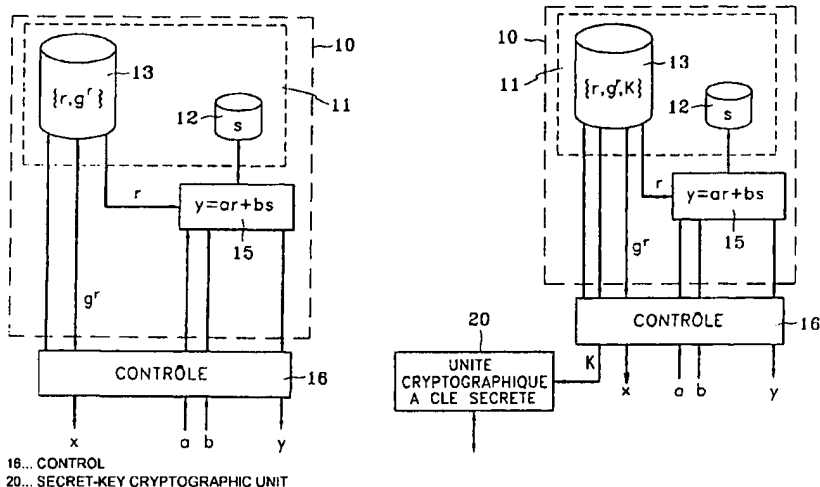 10
13
{r,g^r}
11
12
s
r
y=ar+bs
15
g^r
CONTRÔLE
16
x
a
b
y
10
13
11
{r,g^r,K}
12
s
r
y=ar+bs
15
g^r
CONTRÔLE
16
20
UNITÉ
CRYPTOGRAPHIQUE
A CLE SECRETE
K
x
a
b
y
16... CONTROL
20... SECRET-KEY CRYPTOGRAPHIC UNIT